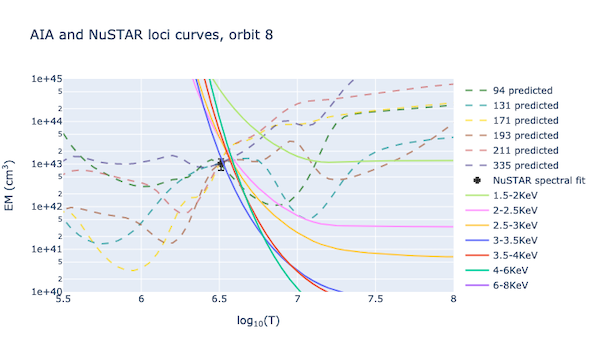 AIA and NuSTAR loci curves, orbit 8
1e+45
5
2
1e+44
5
2
1e+43
5
2
1e+42
5
2
1e+41
5
2
1e+40
EM (cm³)
5.5 6 6.5 7 7.5 8
log₁₀(T)
94 predicted
131 predicted
171 predicted
193 predicted
211 predicted
335 predicted
NuSTAR spectral fit
1.5-2KeV
2-2.5KeV
2.5-3KeV
3-3.5KeV
3.5-4KeV
4-6KeV
6-8KeV